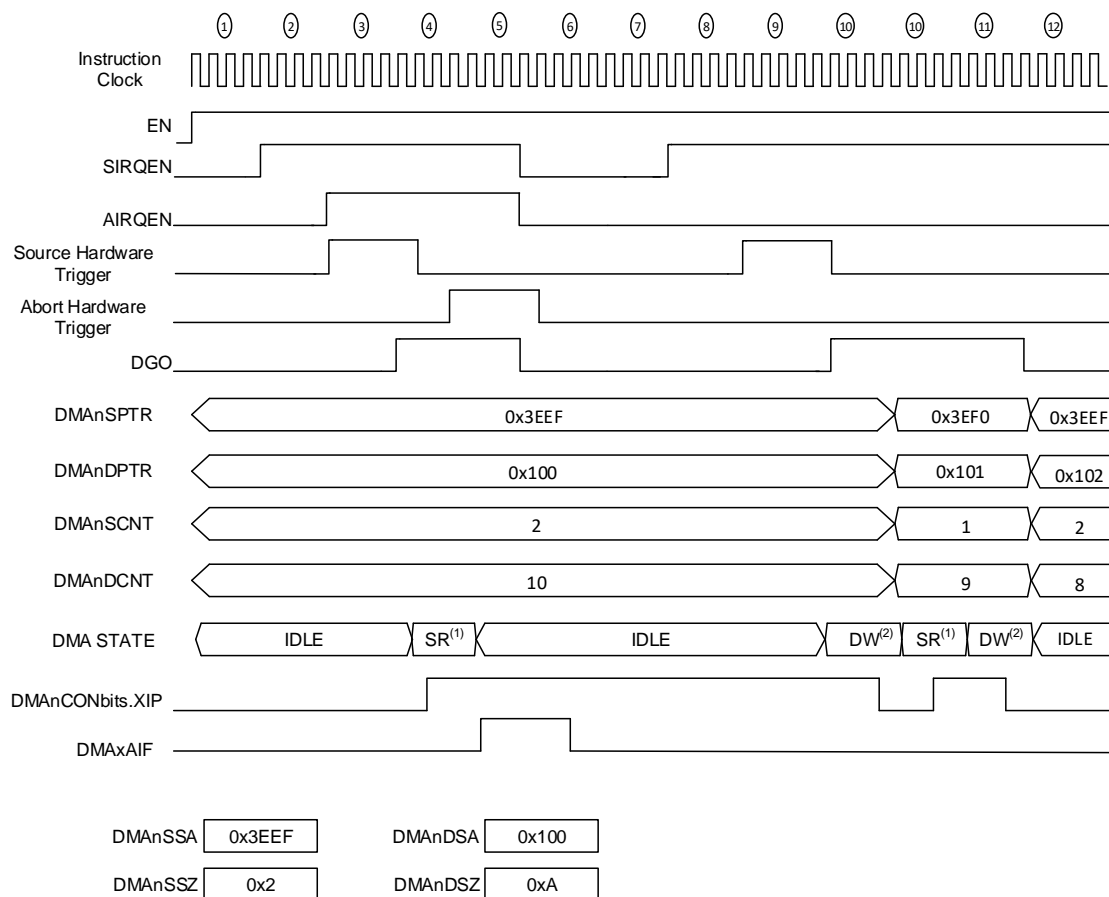 1 2 3 4 5 6 7 8 9 10 10 11 12
Instruction
Clock
EN
SIRQEN
AIRQEN
Source Hardware
Trigger
Abort Hardware
Trigger
DGO
DMAnSPTR 0x3EEF 0x3EF0 0x3EEF
DMAnDPTR 0x100 0x101 0x102
DMAnSCNT 2 1 2
DMAnDCNT 10 9 8
DMA STATE IDLE SR(1) IDLE DW(2) SR(1) DW(2) IDLE
DMAnCONbits.XIP
DMAxAIF
DMAnSSA 0x3EEF DMAnDSA 0x100
DMAnSSZ 0x2 DMAnDSZ 0xA